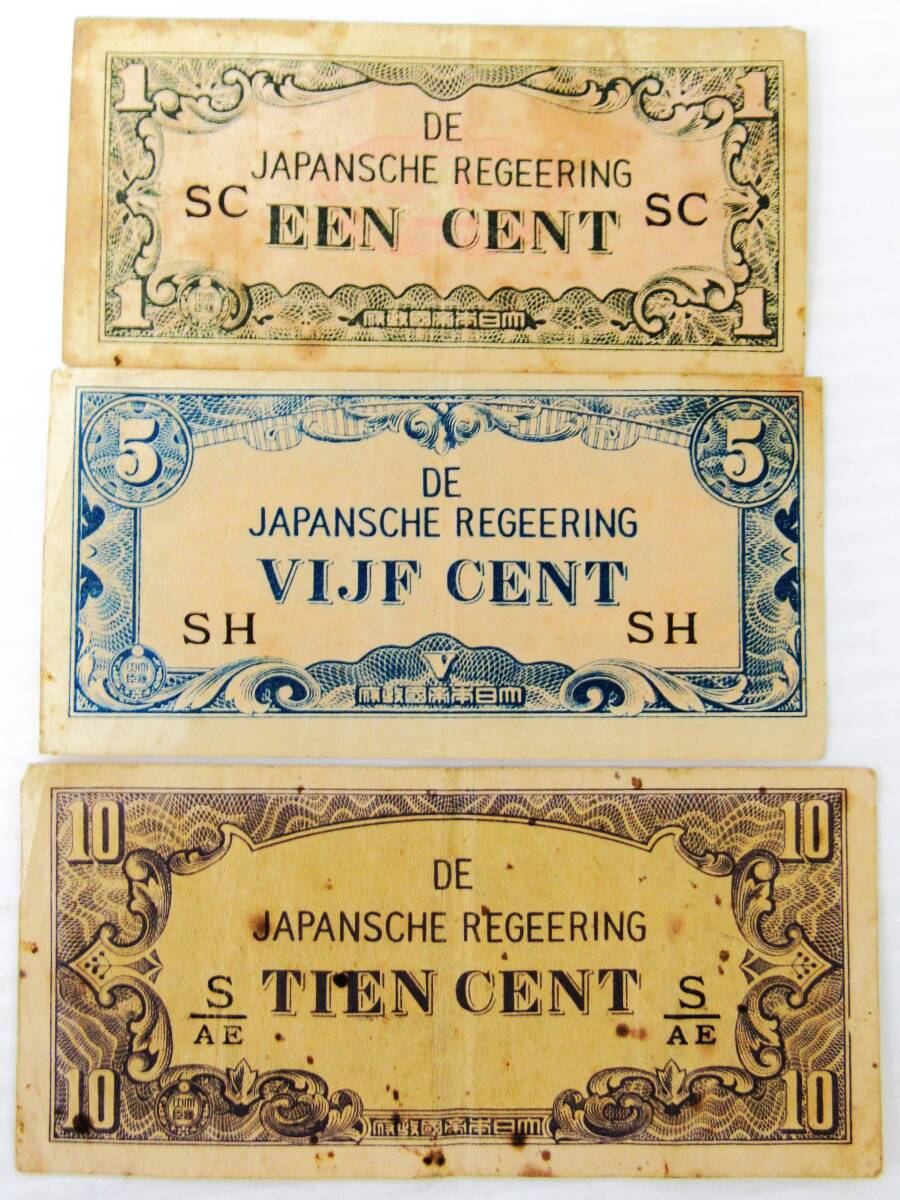 1 1
DE
JAPANSCHE REGEERING
SC SC
EEN CENT
1 1
府政國帝本日大
5 5
DE
JAPANSCHE REGEERING
VIJF CENT
SH SH
V
府政國帝本日大
10 10
DE
JAPANSCHE REGEERING
S TIEN CENT S
AE AE
10 10
府政國帝本日大